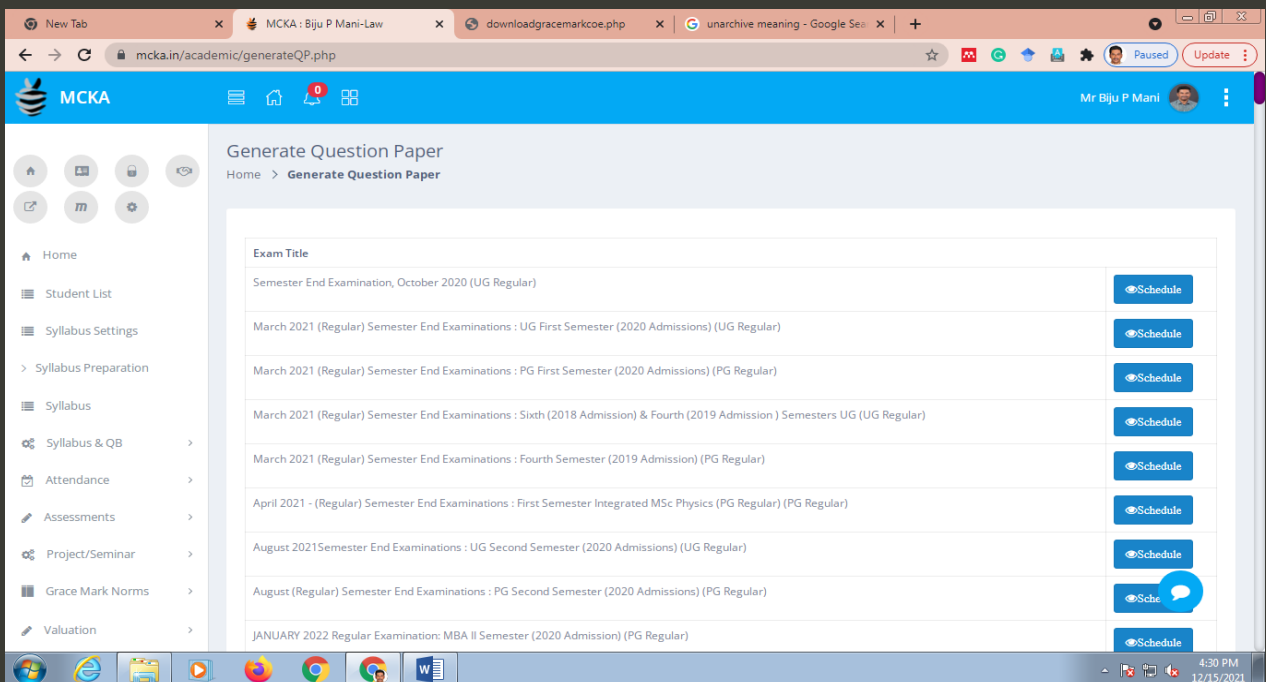 New Tab
MCKA : Biju P Mani-Law
downloadgracemarkcoe.php
unarchive meaning - Google Sea
mcka.in/academic/generateQP.php
Paused
Update
MCKA
0
Mr Biju P Mani
Generate Question Paper
Home > Generate Question Paper
m
Home
Student List
Syllabus Settings
> Syllabus Preparation
Syllabus
Syllabus & QB
Attendance
Assessments
Project/Seminar
Grace Mark Norms
Valuation
Exam Title
Semester End Examination, October 2020 (UG Regular)
Schedule
March 2021 (Regular) Semester End Examinations : UG First Semester (2020 Admissions) (UG Regular)
Schedule
March 2021 (Regular) Semester End Examinations : PG First Semester (2020 Admissions) (PG Regular)
Schedule
March 2021 (Regular) Semester End Examinations : Sixth (2018 Admission) & Fourth (2019 Admission ) Semesters UG (UG Regular)
Schedule
March 2021 (Regular) Semester End Examinations : Fourth Semester (2019 Admission) (PG Regular)
Schedule
April 2021 - (Regular) Semester End Examinations : First Semester Integrated MSc Physics (PG Regular) (PG Regular)
Schedule
August 2021Semester End Examinations : UG Second Semester (2020 Admissions) (UG Regular)
Schedule
August (Regular) Semester End Examinations : PG Second Semester (2020 Admissions) (PG Regular)
Sche
JANUARY 2022 Regular Examination: MBA II Semester (2020 Admission) (PG Regular)
Schedule
4:30 PM
12/15/2021